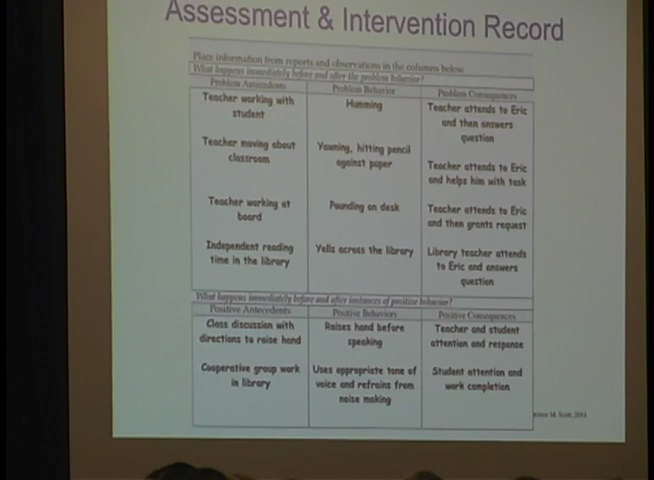 Assessment & Intervention Record
Place information from reports and observations in the columns below
What happens immediately before and after the problem behavior?
Problem Antecedents Problem Behavior Problem Consequences
Teacher working with
student
Humming
Teacher attends to Eric
and then answers
question
Teacher moving about
classroom
Yawning, hitting pencil
against paper
Teacher attends to Eric
and helps him with task
Teacher working at
board
Pounding on desk
Teacher attends to Eric
and then grants request
Independent reading
time in the library
Yells across the library
Library teacher attends
to Eric and answers
question
What happens immediately before and after instances of positive behavior?
Positive Antecedents Positive Behaviors Positive Consequences
Class discussion with
directions to raise hand
Raises hand before
speaking
Teacher and student
attention and response
Cooperative group work
in library
Uses appropriate tone of
voice and refrains from
noise making
Student attention and
work completion
M. Scott,